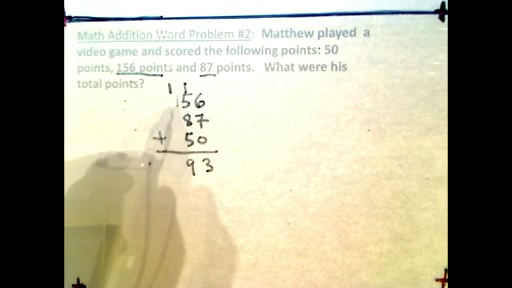 Math Addition Word Problem #2: Matthew played a
video game and scored the following points: 50
points, 156 points and 87 points. What were his
total points?
1 1
156
87
+ 50
93